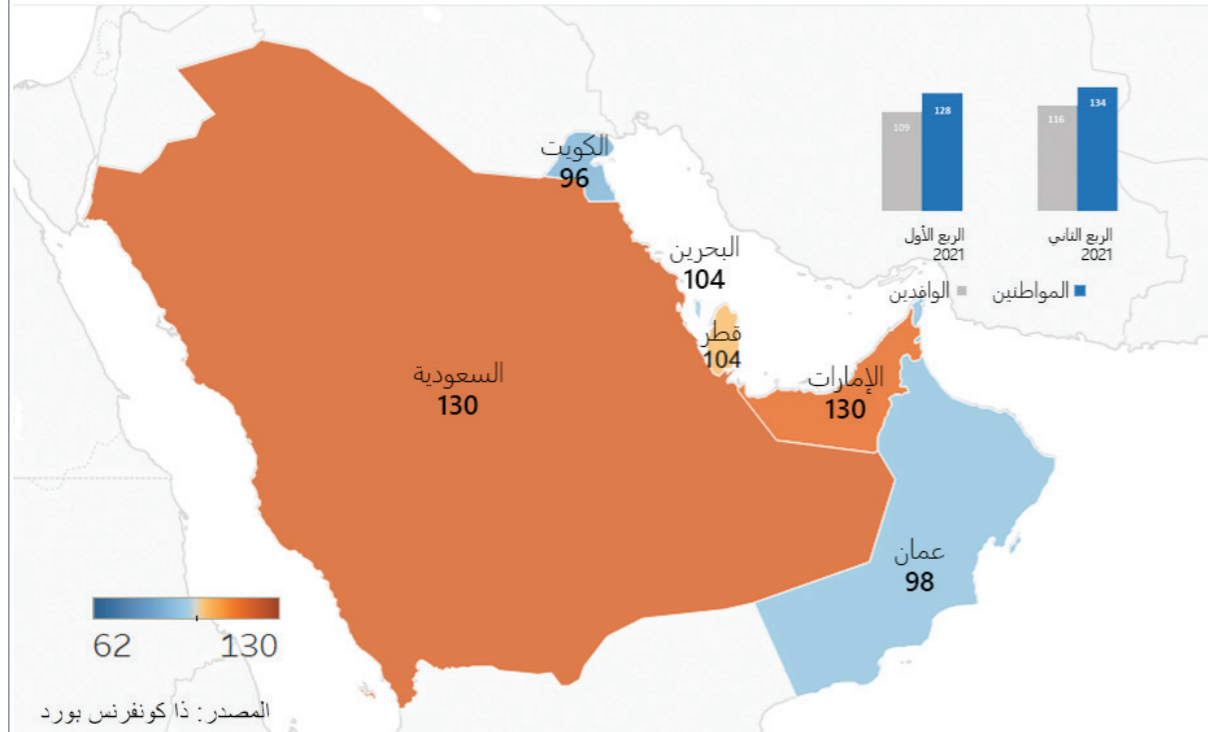 الكويت
96
البحرين
104
قطر
104
السعودية
130
الإمارات
130
عمان
98
109
128
116
134
الربع الأول
2021
الربع الثاني
2021
المواطنين
الوافدين
62
130
المصدر: ذا كونفرنس بورد